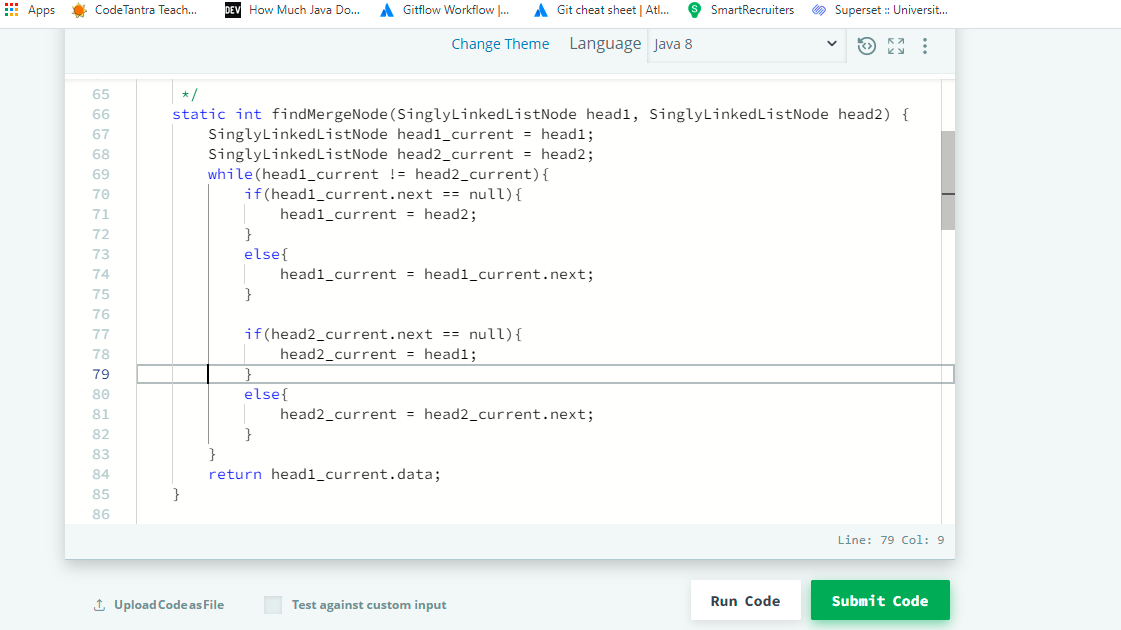 Apps CodeTantra Teach... DEV How Much Java Do... Gitflow Workflow |... Git cheat sheet | Atl... S SmartRecruiters Superset :: Universit...
Change Theme Language Java 8
65 */
66 static int findMergeNode(SinglyLinkedListNode head1, SinglyLinkedListNode head2) {
67 SinglyLinkedListNode head1_current = head1;
68 SinglyLinkedListNode head2_current = head2;
69 while(head1_current != head2_current){
70 if(head1_current.next == null){
71 head1_current = head2;
72 }
73 else{
74 head1_current = head1_current.next;
75 }
76
77 if(head2_current.next == null){
78 head2_current = head1;
79 }
80 else{
81 head2_current = head2_current.next;
82 }
83 }
84 return head1_current.data;
85 }
86
Line: 79 Col: 9
Upload Code as File Test against custom input Run Code Submit Code